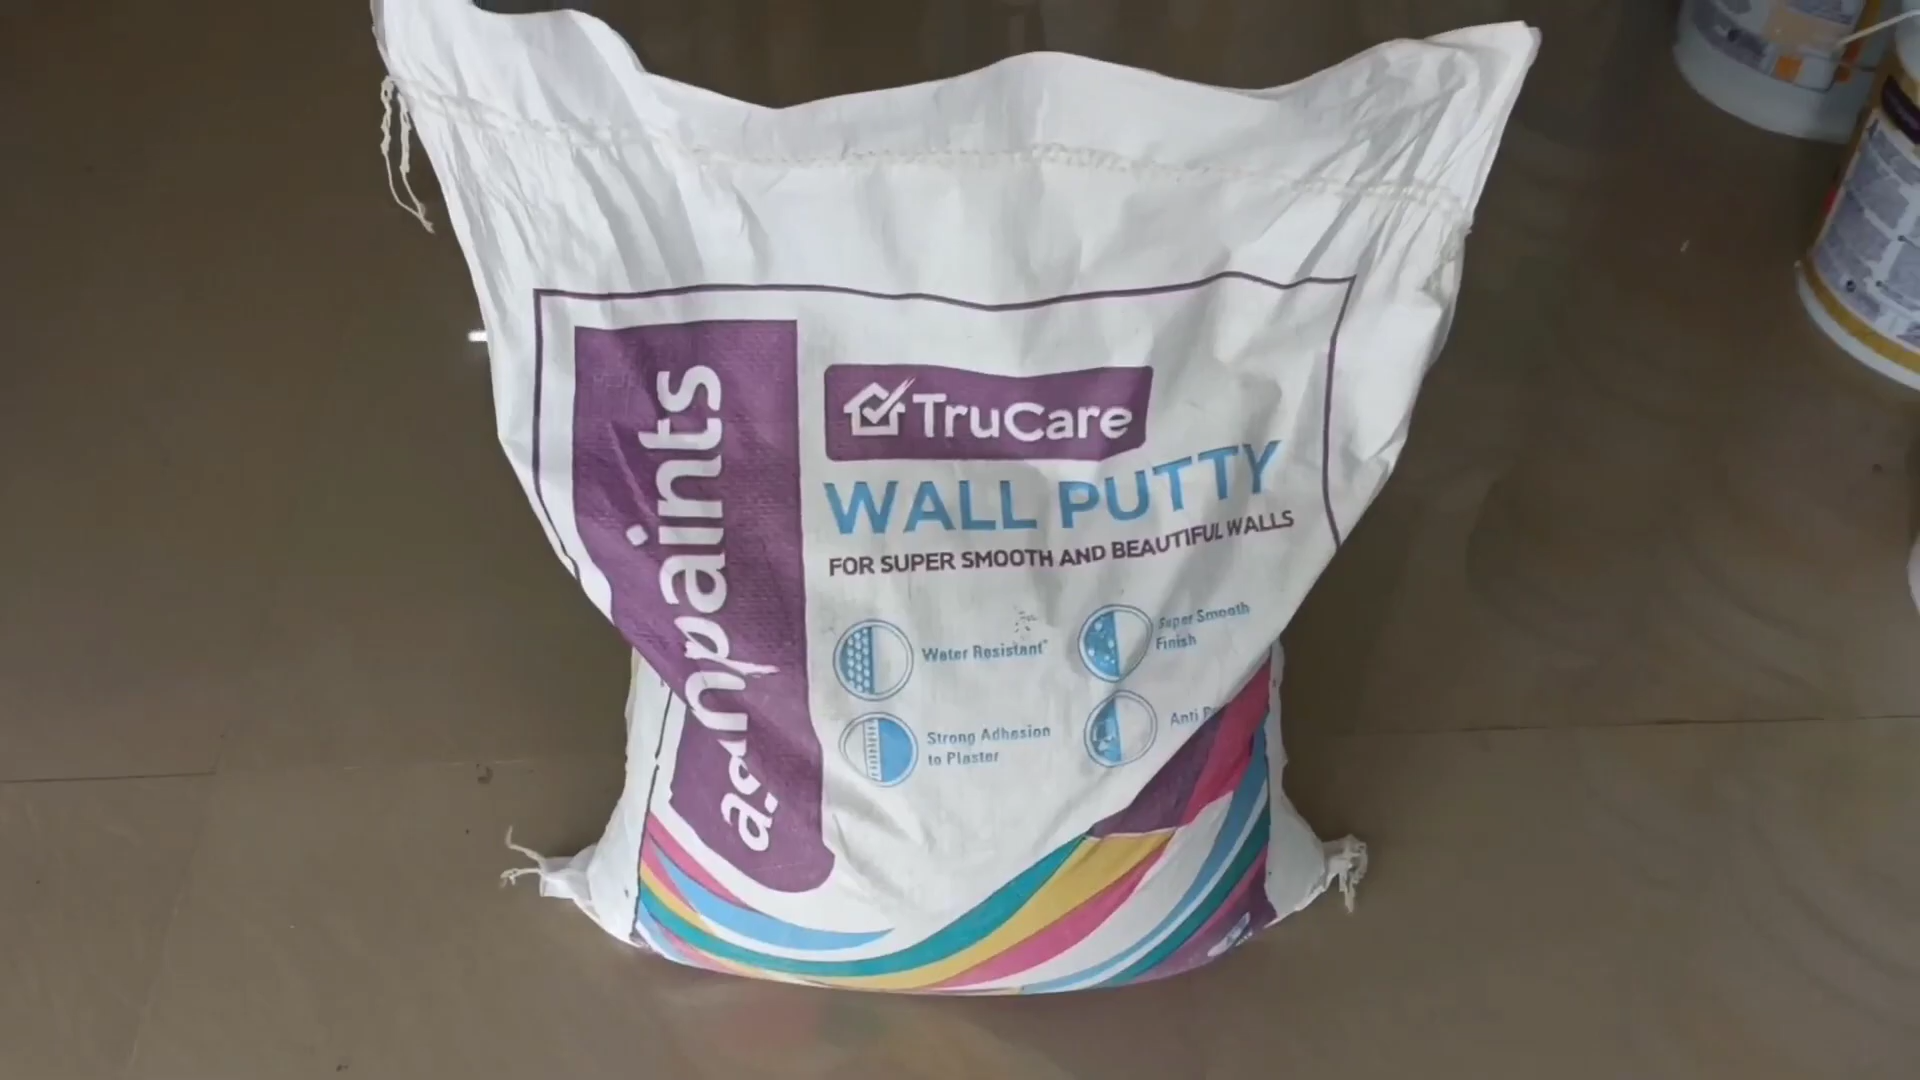 asianpaints
TruCare
WALL PUTTY
FOR SUPER SMOOTH AND BEAUTIFUL WALLS
Water Resistant*
Super Smooth
Finish
Strong Adhesion
to Plaster
Anti